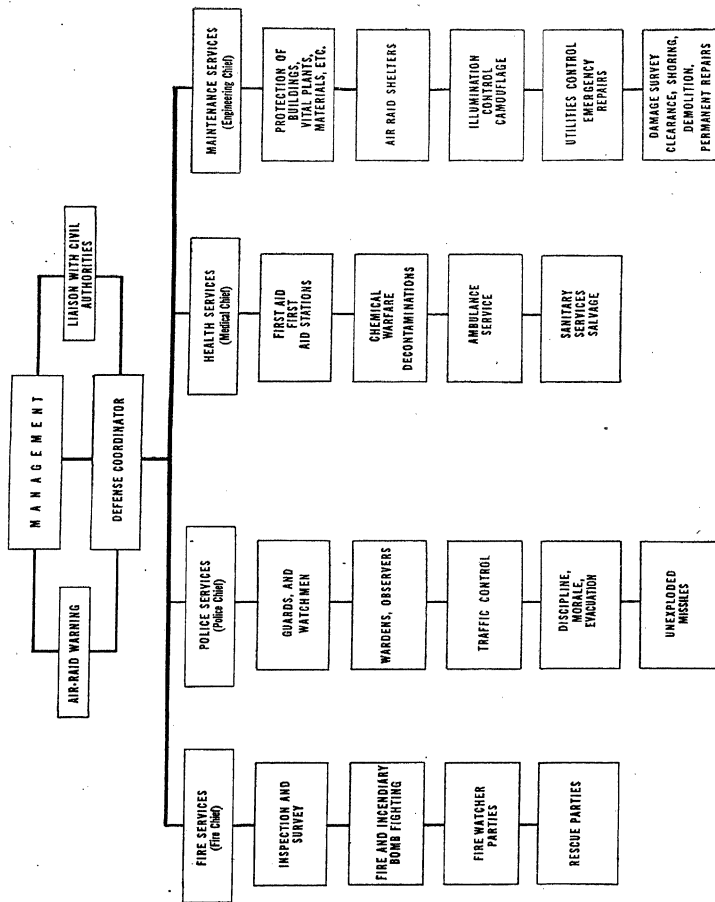 MANAGEMENT
AIR-RAID WARNING
LIAISON WITH CIVIL
AUTHORITIES
DEFENSE COORDINATOR
FIRE SERVICES
(Fire Chief)
INSPECTION AND
SURVEY
FIRE AND INCENDIARY
BOMB FIGHTING
FIRE WATCHER
PARTIES
RESCUE PARTIES
POLICE SERVICES
(Police Chief)
GUARDS, AND
WATCHMEN
WARDENS, OBSERVERS
TRAFFIC CONTROL
DISCIPLINE,
MORALE,
EVACUATION
UNEXPLODED
MISSILES
HEALTH SERVICES
(Medical Chief)
FIRST AID
FIRST
AID STATIONS
CHEMICAL
WARFARE
DECONTAMINATIONS
AMBULANCE
SERVICE
SANITARY
SERVICES
SALVAGE
MAINTENANCE SERVICES
(Engineering Chief)
PROTECTION OF
BUILDINGS,
VITAL PLANTS,
MATERIALS, ETC.
AIR RAID SHELTERS
ILLUMINATION
CONTROL
CAMOUFLAGE
UTILITIES CONTROL
EMERGENCY
REPAIRS
DAMAGE SURVEY
CLEARANCE, SHORING,
DEMOLITION,
PERMANENT REPAIRS